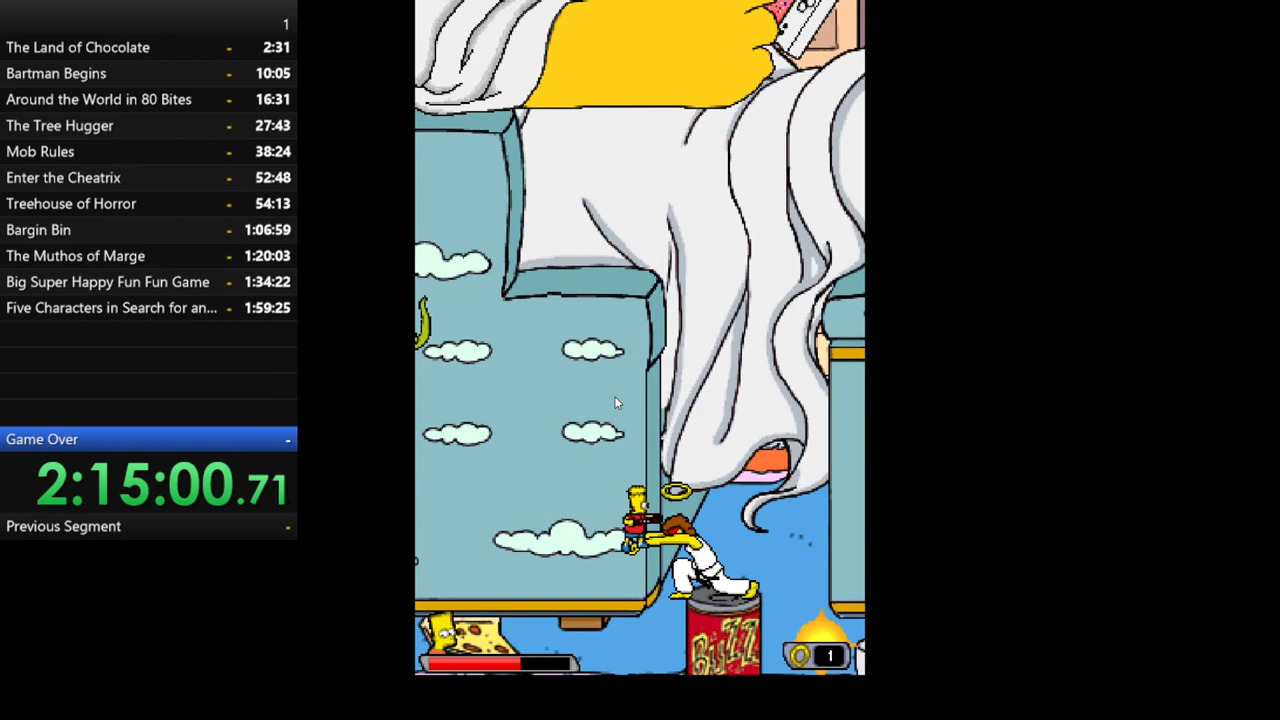 1
The Land of Chocolate - 2:31
Bartman Begins - 10:05
Around the World in 80 Bites - 16:31
The Tree Hugger - 27:43
Mob Rules - 38:24
Enter the Cheatrix - 52:48
Treehouse of Horror - 54:13
Bargin Bin - 1:06:59
The Muthos of Marge - 1:20:03
Big Super Happy Fun Fun Game - 1:34:22
Five Characters in Search for an... - 1:59:25
Game Over -
2:15:00.71
Previous Segment -
BUZZ
1